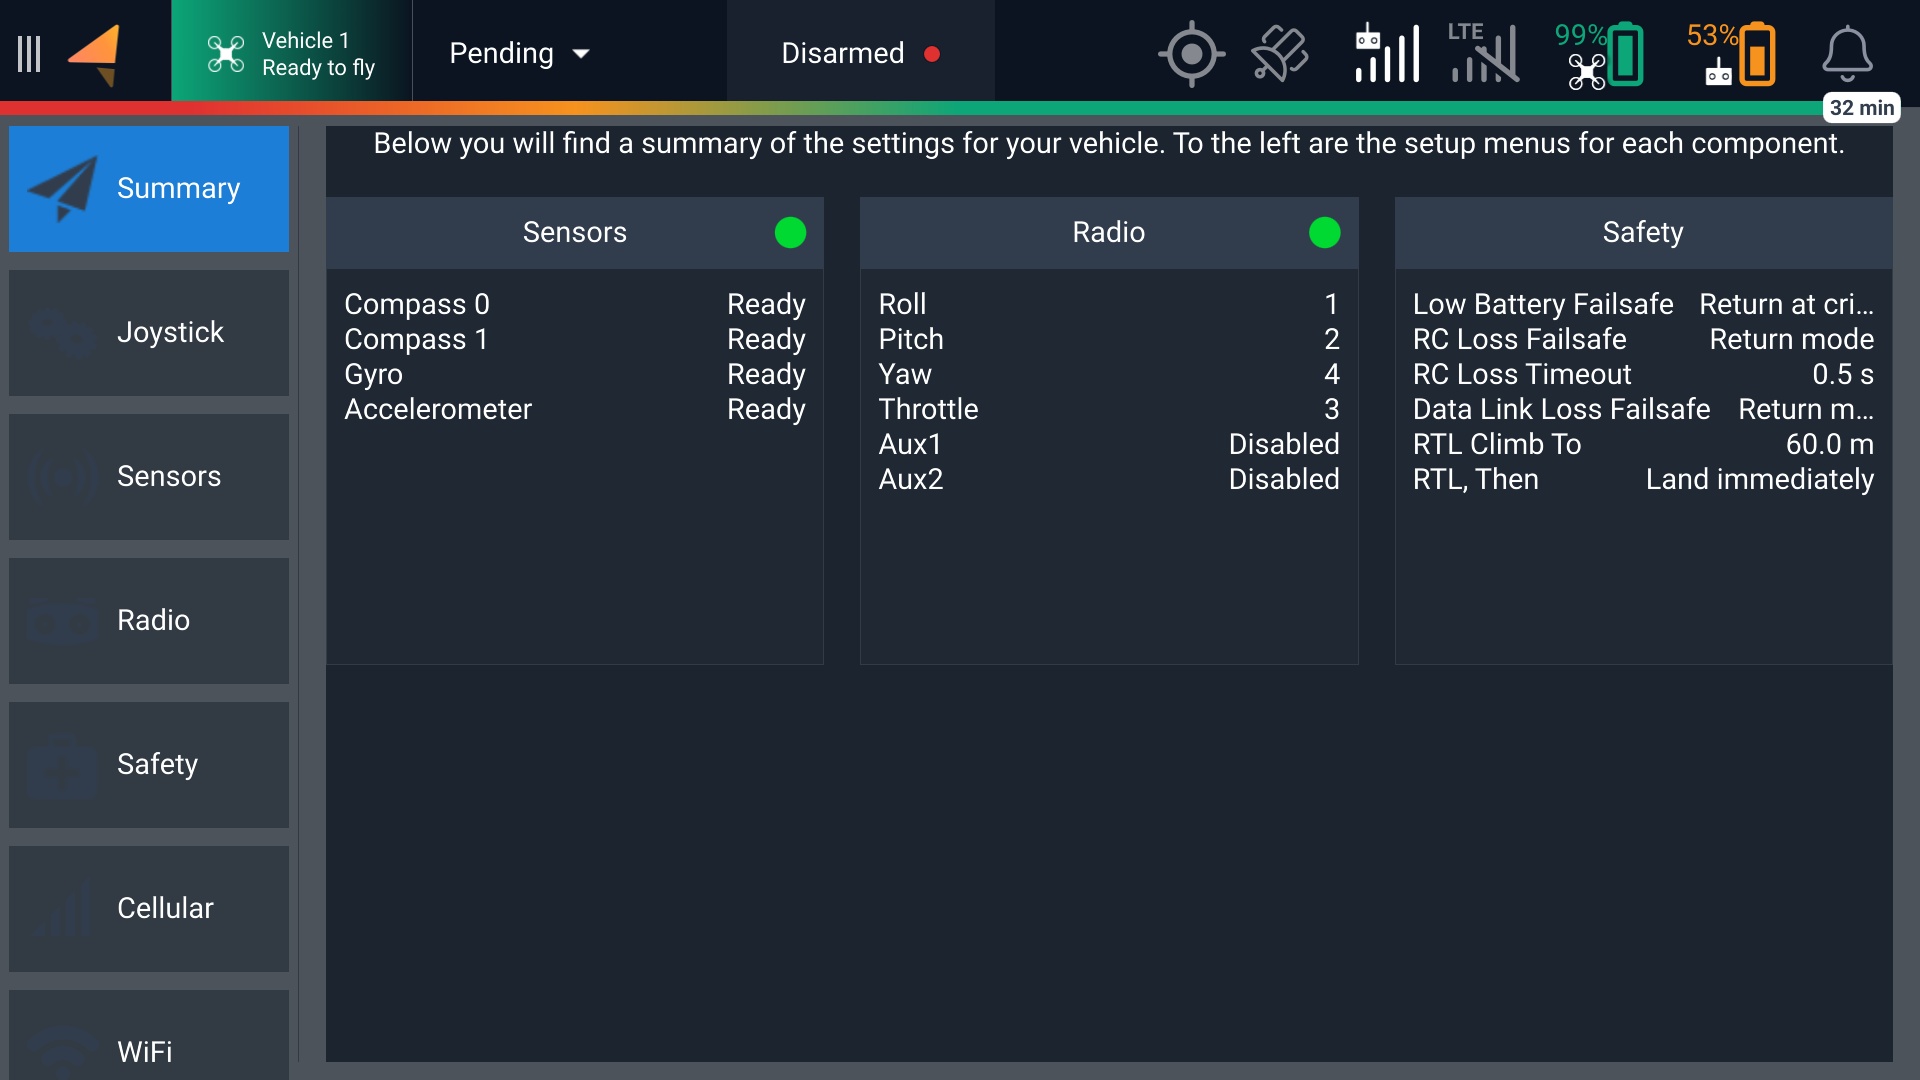 Vehicle 1
Ready to fly
Pending
Disarmed
LTE
99%
53%
32 min
Below you will find a summary of the settings for your vehicle. To the left are the setup menus for each component.
Summary
Joystick
Sensors
Radio
Safety
Cellular
WiFi
Sensors
Compass 0 Ready
Compass 1 Ready
Gyro Ready
Accelerometer Ready
Radio
Roll 1
Pitch 2
Yaw 4
Throttle 3
Aux1 Disabled
Aux2 Disabled
Safety
Low Battery Failsafe Return at cri...
RC Loss Failsafe Return mode
RC Loss Timeout 0.5 s
Data Link Loss Failsafe Return m...
RTL Climb To 60.0 m
RTL, Then Land immediately